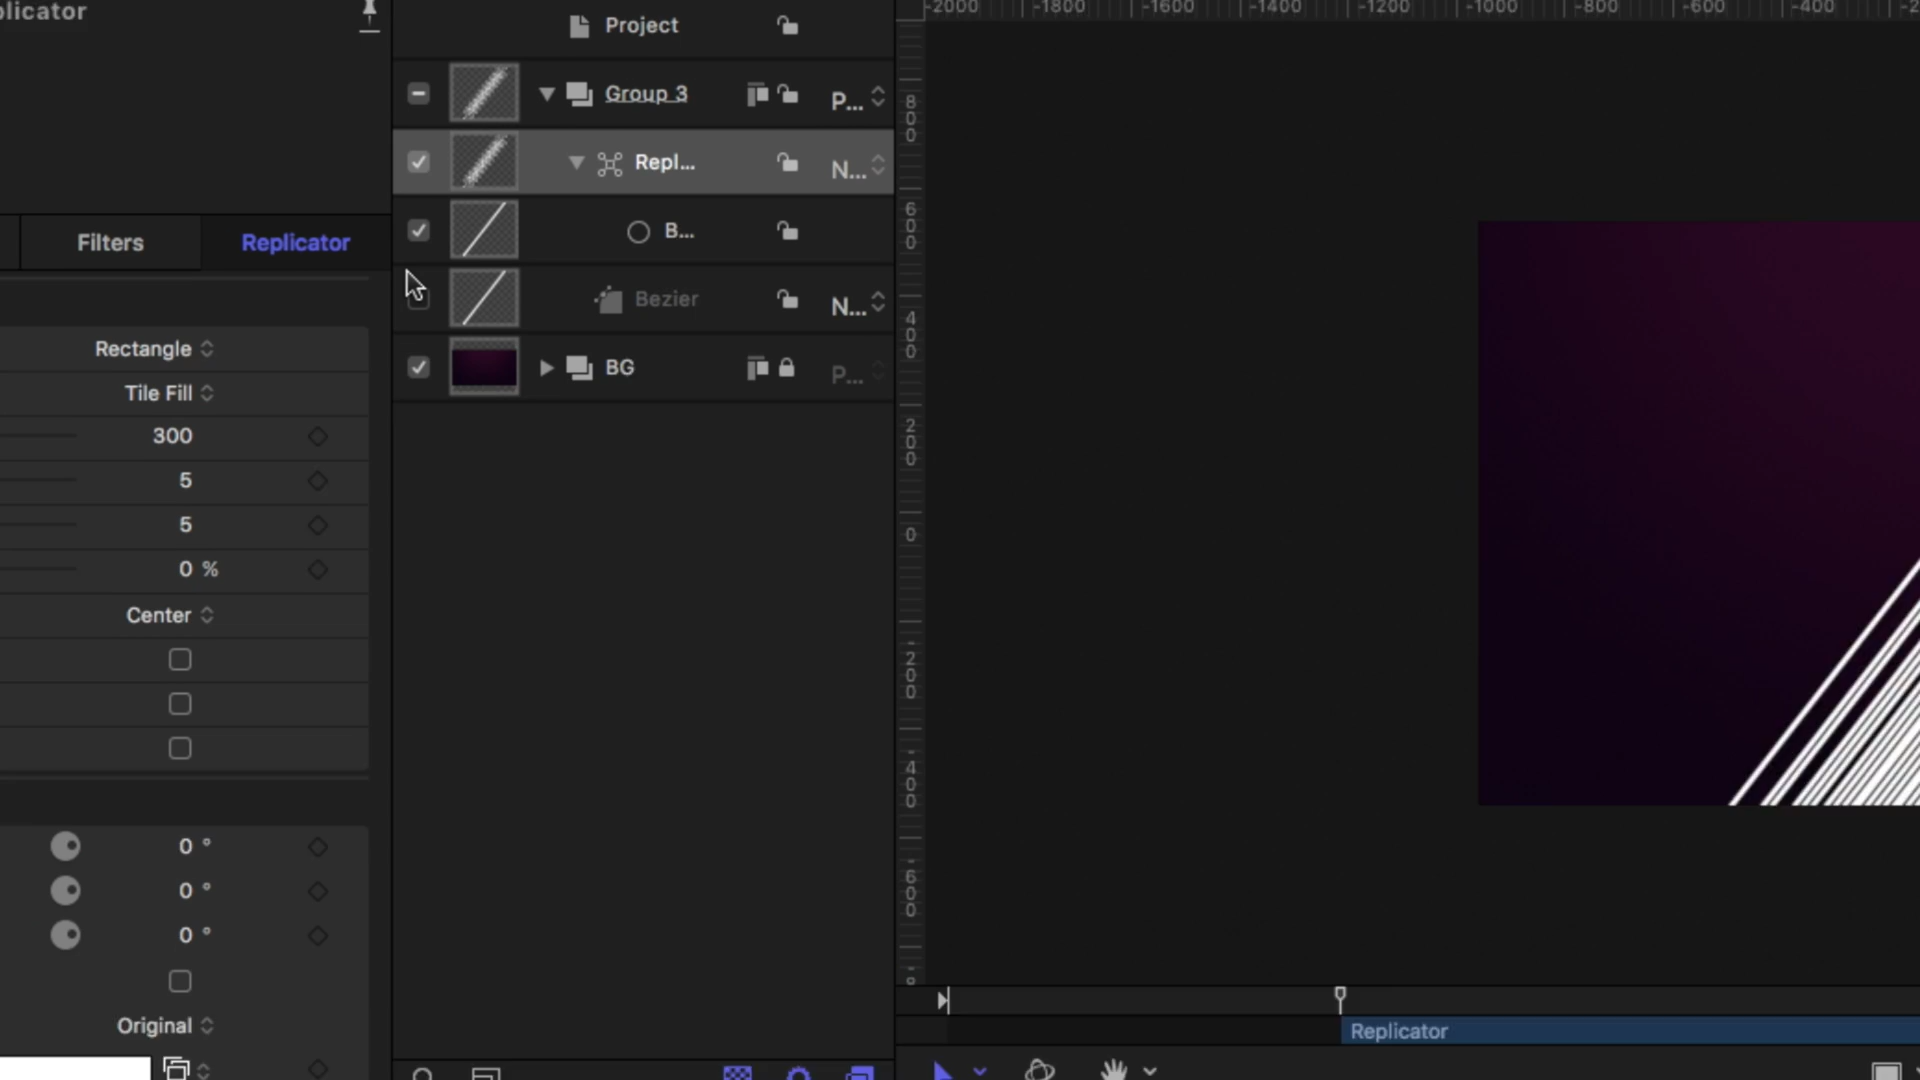 plicator
Filters
Replicator
Rectangle
Tile Fill
300
5
5
0 %
Center
0 °
0 °
0 °
Original
Project
Group 3
P...
Repl...
N...
B...
Bezier
N...
BG
P...
-2000 -1800 -1600 -1400 -1200 -1000 -800 -600 -400 -2
800
600
400
200
0
-200
-400
-600
Replicator